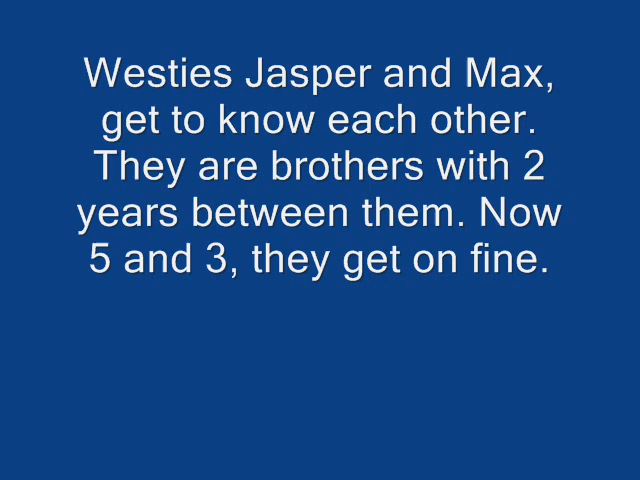 Westies Jasper and Max,
get to know each other.
They are brothers with 2
years between them. Now
5 and 3, they get on fine.